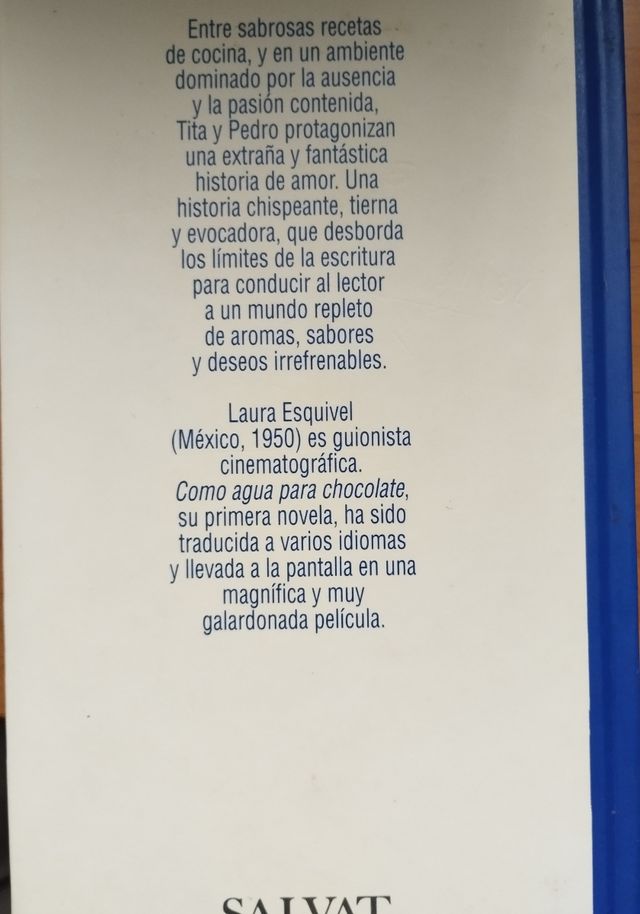 Entre sabrosas recetas
de cocina, y en un ambiente
dominado por la ausencia
y la pasión contenida,
Tita y Pedro protagonizan
una extraña y fantástica
historia de amor. Una
historia chispeante, tierna
y evocadora, que desborda
los límites de la escritura
para conducir al lector
a un mundo repleto
de aromas, sabores
y deseos irrefrenables.
Laura Esquivel
(México, 1950) es guionista
cinematográfica.
Como agua para chocolate,
su primera novela, ha sido
traducida a varios idiomas
y llevada a la pantalla en una
magnífica y muy
galardonada película.
SALVAT